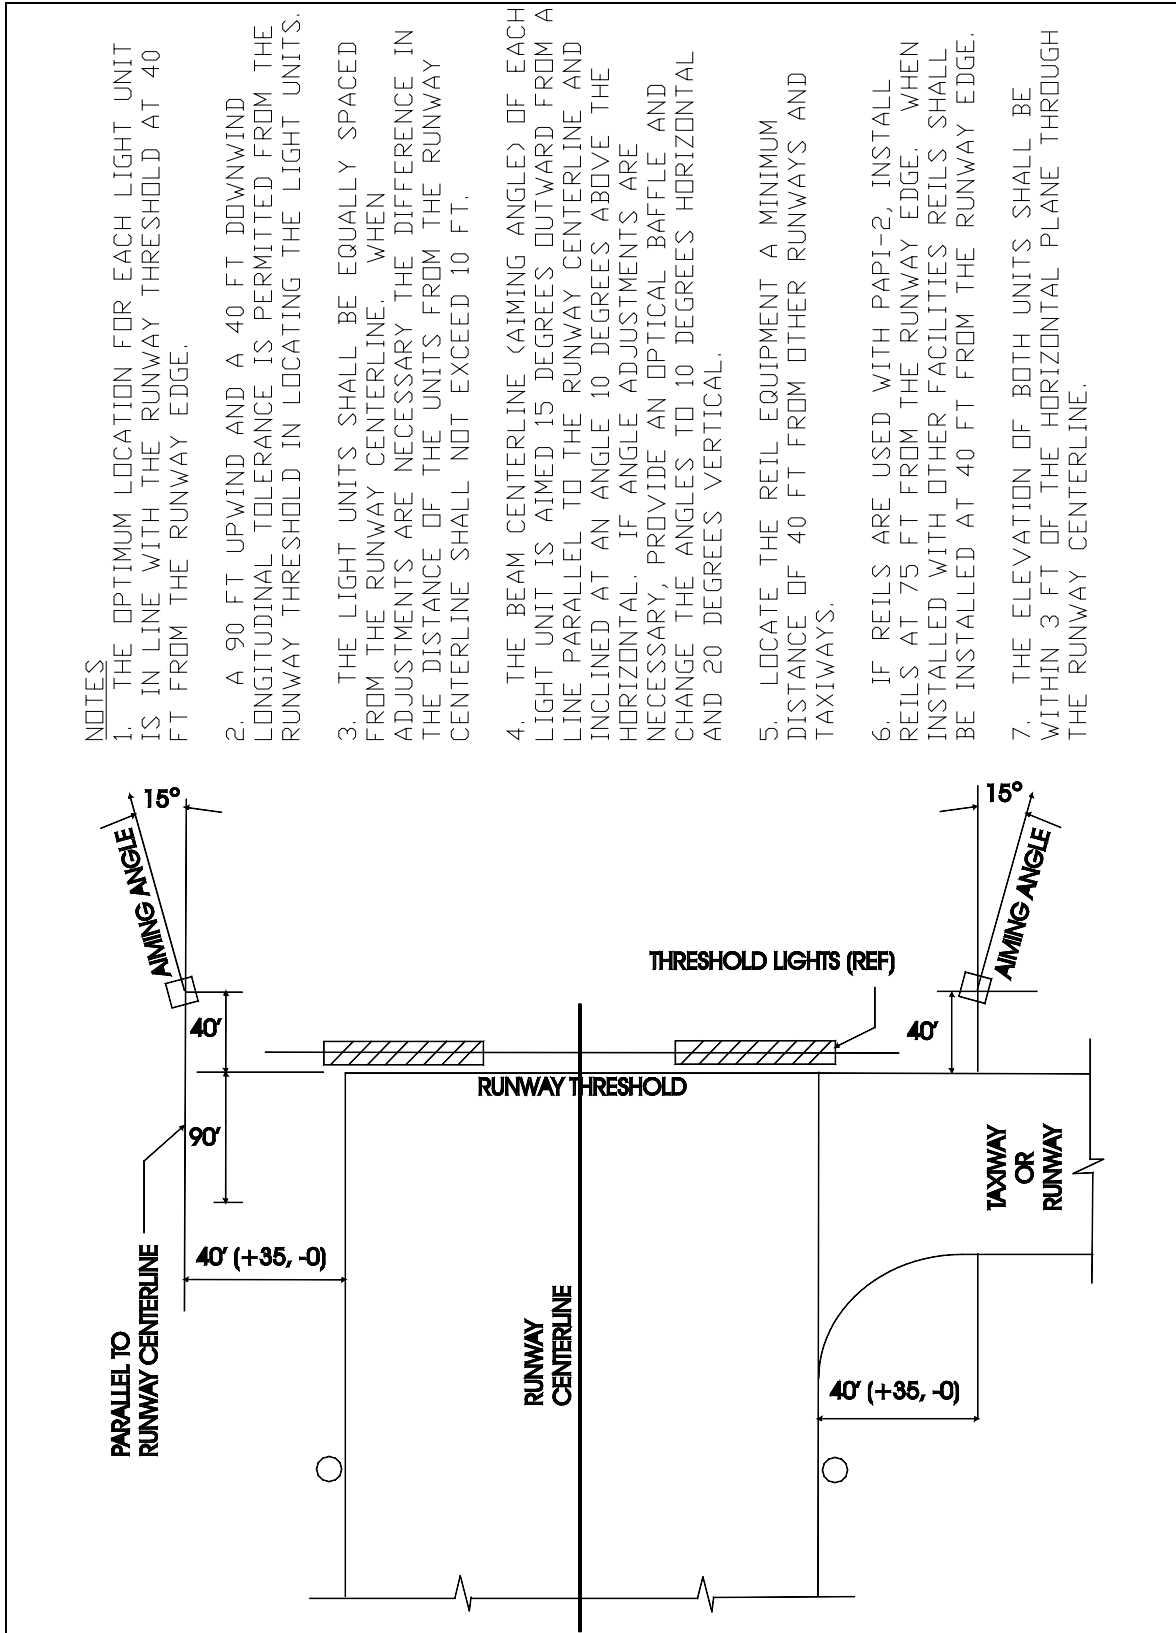 NOTES
1. THE OPTIMUM LOCATION FOR EACH LIGHT UNIT
IS IN LINE WITH THE RUNWAY THRESHOLD AT 40
FT FROM THE RUNWAY EDGE.
2. A 90 FT UPWIND AND A 40 FT DOWNWIND
LONGITUDINAL TOLERANCE IS PERMITTED FROM THE
RUNWAY THRESHOLD IN LOCATING THE LIGHT UNITS.
3. THE LIGHT UNITS SHALL BE EQUALLY SPACED
FROM THE RUNWAY CENTERLINE. WHEN
ADJUSTMENTS ARE NECESSARY THE DIFFERENCE IN
THE DISTANCE OF THE UNITS FROM THE RUNWAY
CENTERLINE SHALL NOT EXCEED 10 FT.
4. THE BEAM CENTERLINE (AIMING ANGLE) OF EACH
LIGHT UNIT IS AIMED 15 DEGREES OUTWARD FROM A
LINE PARALLEL TO THE RUNWAY CENTERLINE AND
INCLINED AT AN ANGLE 10 DEGREES ABOVE THE
HORIZONTAL. IF ANGLE ADJUSTMENTS ARE
NECESSARY, PROVIDE AN OPTICAL BAFFLE AND
CHANGE THE ANGLES TO 10 DEGREES HORIZONTAL
AND 20 DEGREES VERTICAL.
5. LOCATE THE REIL EQUIPMENT A MINIMUM
DISTANCE OF 40 FT FROM OTHER RUNWAYS AND
TAXIWAYS.
6. IF REILS ARE USED WITH PAPI-2, INSTALL
REILS AT 75 FT FROM THE RUNWAY EDGE. WHEN
INSTALLED WITH OTHER FACILITIES REILS SHALL
BE INSTALLED AT 40 FT FROM THE RUNWAY EDGE.
7. THE ELEVATION OF BOTH UNITS SHALL BE
WITHIN 3 FT OF THE HORIZONTAL PLANE THROUGH
THE RUNWAY CENTERLINE.
15°
15°
AIMING ANGLE
AIMING ANGLE
THRESHOLD LIGHTS (REF)
40'
40'
RUNWAY THRESHOLD
90'
TAXIWAY
OR
RUNWAY
40' (+35, -0)
PARALLEL TO
RUNWAY CENTERLINE
RUNWAY
CENTERLINE
40' (+35, -0)